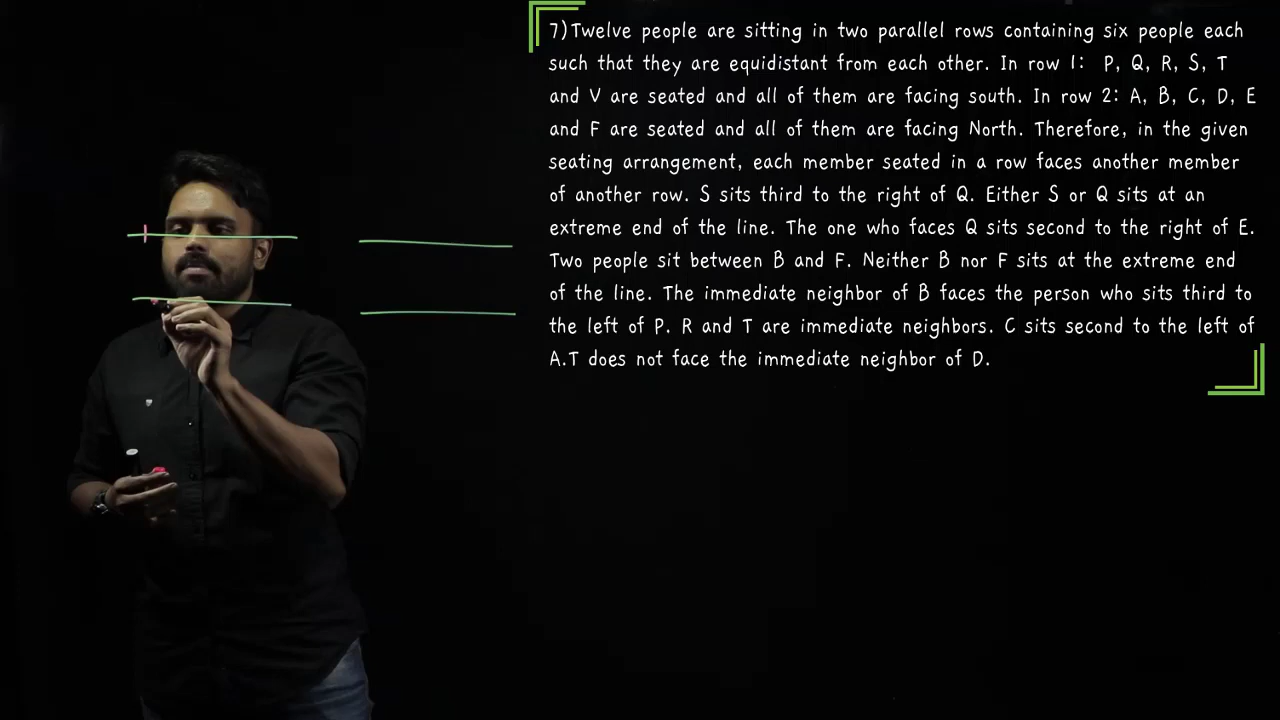 7)Twelve people are sitting in two parallel rows containing six people each
such that they are equidistant from each other. In row 1: P, Q, R, S, T
and V are seated and all of them are facing south. In row 2: A, B, C, D, E
and F are seated and all of them are facing North. Therefore, in the given
seating arrangement, each member seated in a row faces another member
of another row. S sits third to the right of Q. Either S or Q sits at an
extreme end of the line. The one who faces Q sits second to the right of E.
Two people sit between B and F. Neither B nor F sits at the extreme end
of the line. The immediate neighbor of B faces the person who sits third to
the left of P. R and T are immediate neighbors. C sits second to the left of
A.T does not face the immediate neighbor of D.